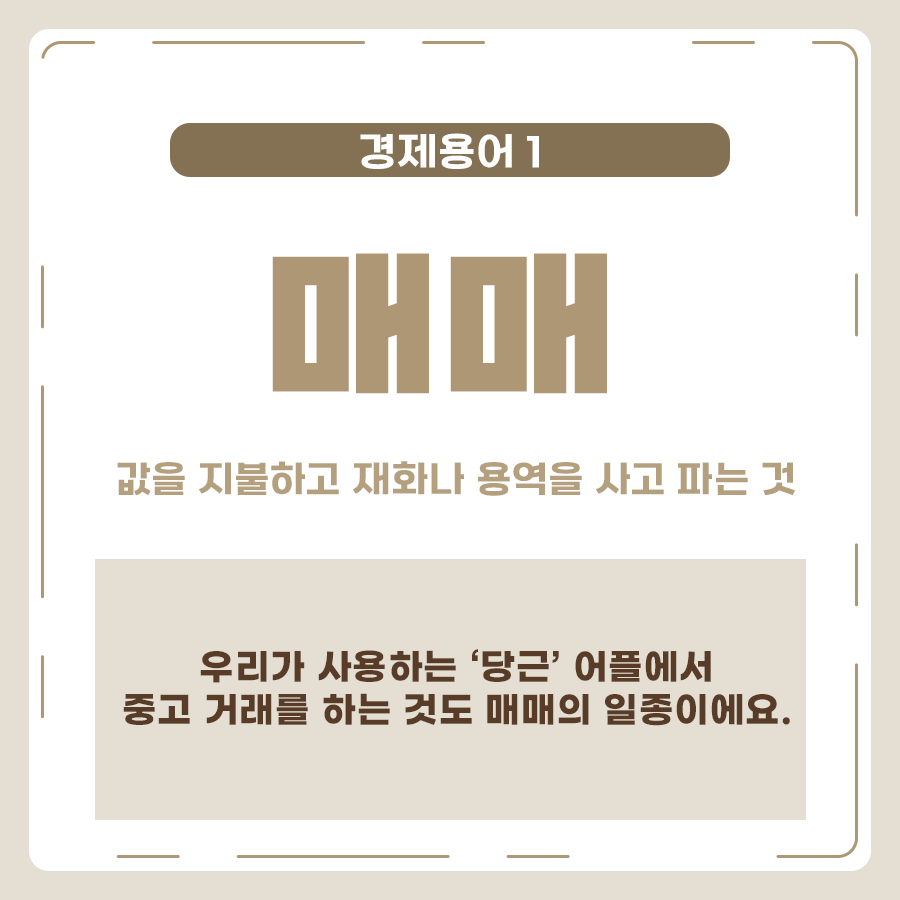 경제용어 1
매매
값을 지불하고 재화나 용역을 사고 파는 것
우리가 사용하는 ‘당근’ 어플에서
중고 거래를 하는 것도 매매의 일종이에요.